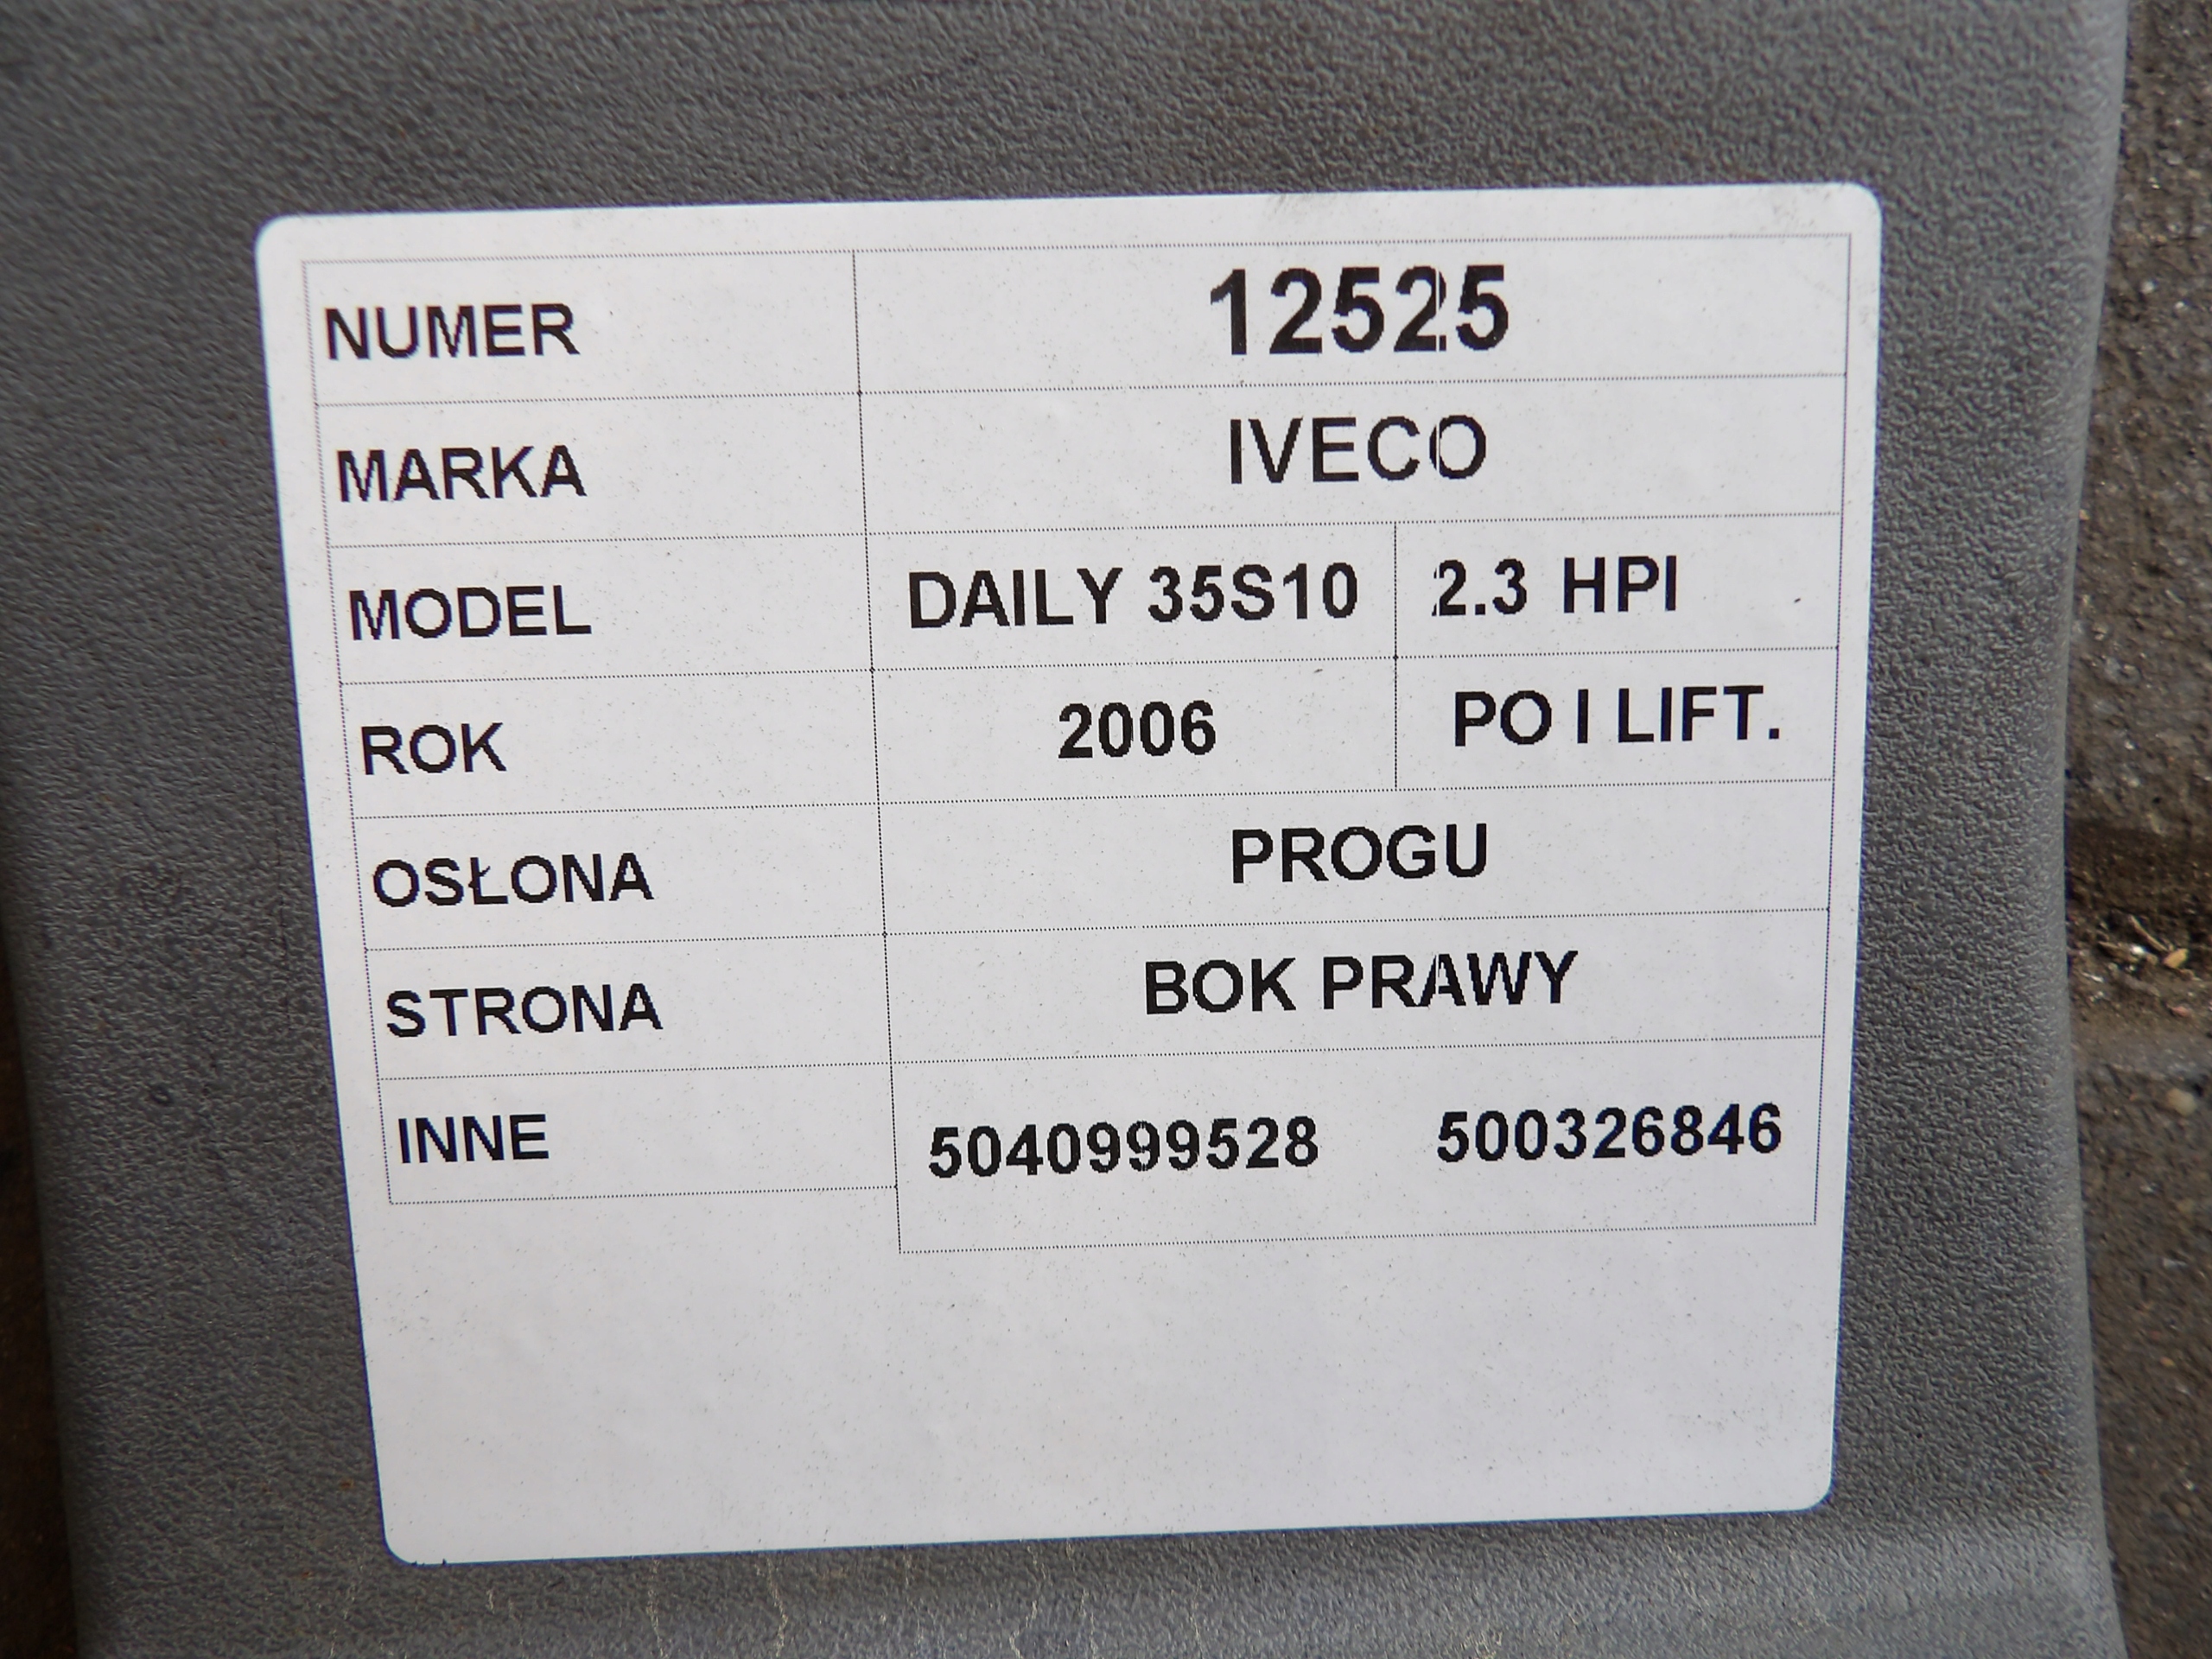 NUMER 12525
MARKA IVECO
MODEL DAILY 35S10 2.3 HPI
ROK 2006 PO I LIFT.
OSŁONA PROGU
STRONA BOK PRAWY
INNE 5040999528 500326846